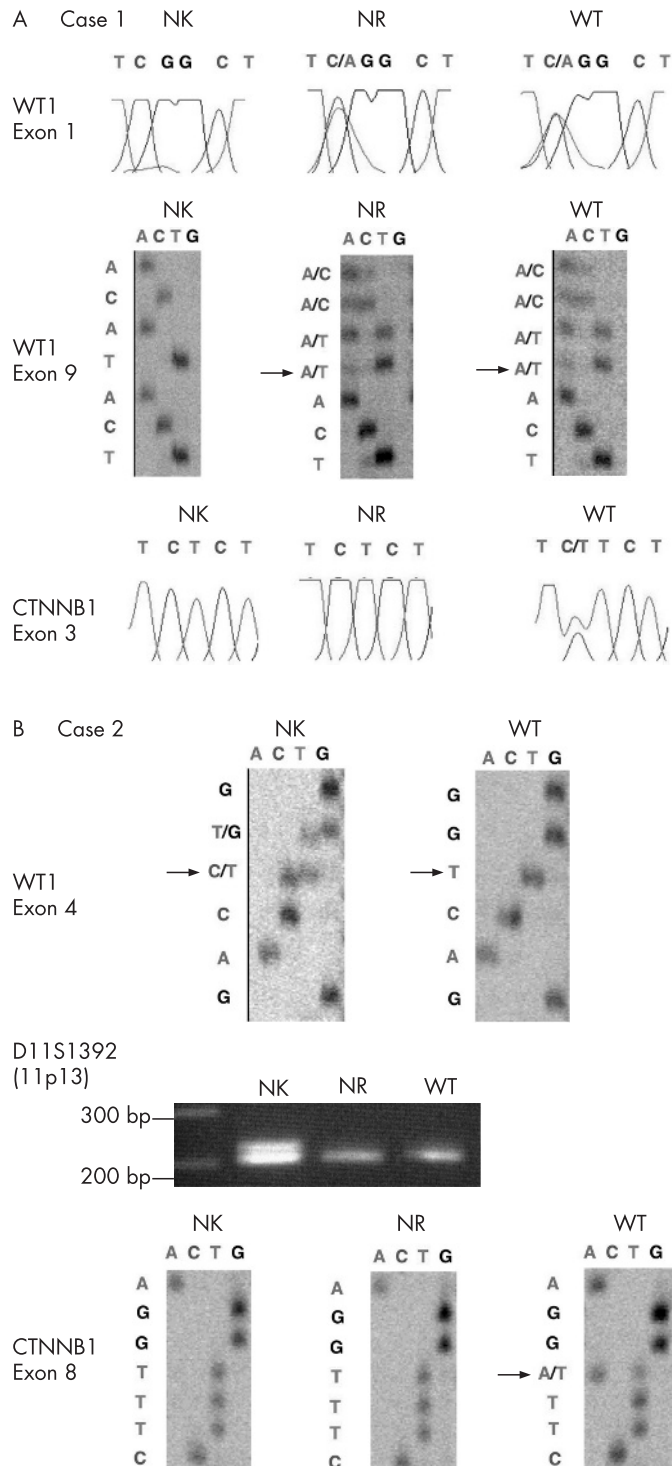 A Case 1 NK NR WT
T C G G C T T C/A G G C T T C/A G G C T
WT1
Exon 1
NK NR WT
A C T G A C T G A C T G
WT1
Exon 9
A
C
A
T
A
C
T
A/C
A/C
A/T
A/T
A
C
T
A/C
A/C
A/T
A/T
A
C
T
NK NR WT
T C T C T T C T C T T C/T T C T
CTNNB1
Exon 3
B Case 2 NK WT
A C T G A C T G
WT1
Exon 4
G
T/G
C/T
C
A
G
G
G
T
C
A
G
D11S1392
(11p13)
NK NR WT
300 bp
200 bp
NK NR WT
A C T G A C T G A C T G
CTNNB1
Exon 8
A
G
G
T
T
T
C
A
G
G
T
T
T
C
A
G
G
A/T
T
T
C